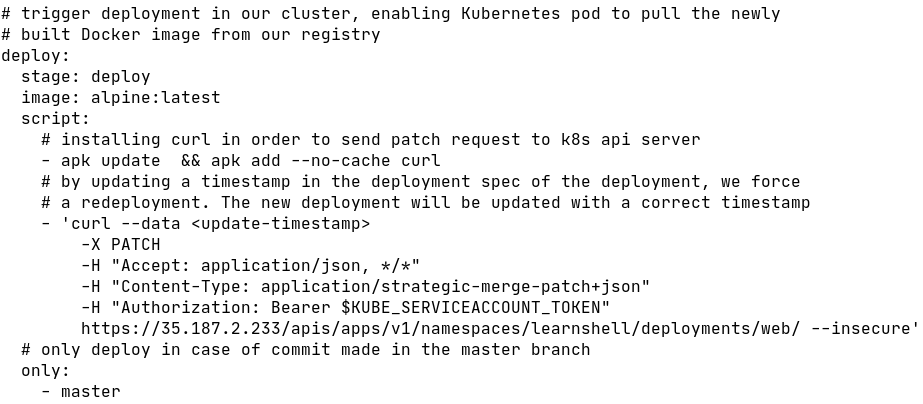 # trigger deployment in our cluster, enabling Kubernetes pod to pull the newly
# built Docker image from our registry
deploy:
  stage: deploy
  image: alpine:latest
  script:
    # installing curl in order to send patch request to k8s api server
    - apk update  && apk add --no-cache curl
    # by updating a timestamp in the deployment spec of the deployment, we force
    # a redeployment. The new deployment will be updated with a correct timestamp
    - 'curl --data <update-timestamp>
        -X PATCH
        -H "Accept: application/json, */*"
        -H "Content-Type: application/strategic-merge-patch+json"
        -H "Authorization: Bearer $KUBE_SERVICEACCOUNT_TOKEN"
        https://35.187.2.233/apis/apps/v1/namespaces/learnshell/deployments/web/ --insecure'
  # only deploy in case of commit made in the master branch
  only:
    - master